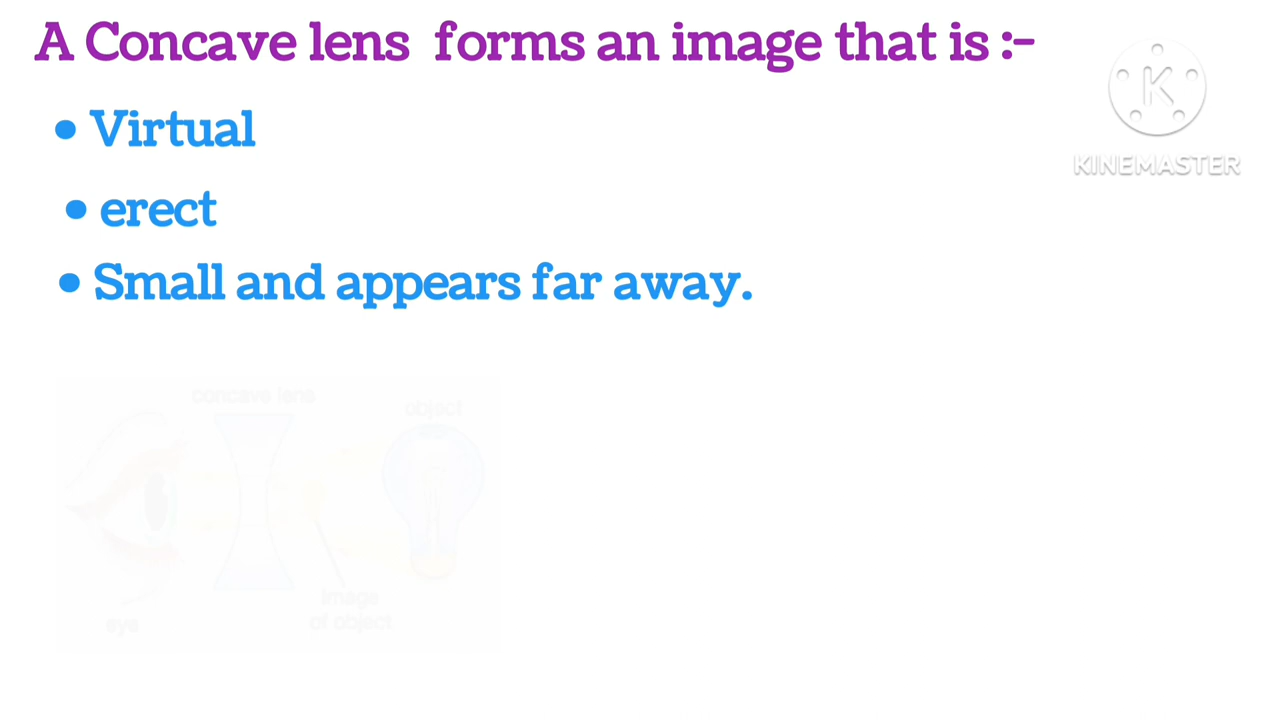 A Concave lens forms an image that is :-
• Virtual
• erect
• Small and appears far away.
K
KINEMASTER
concave lens
object
image
of object
eye